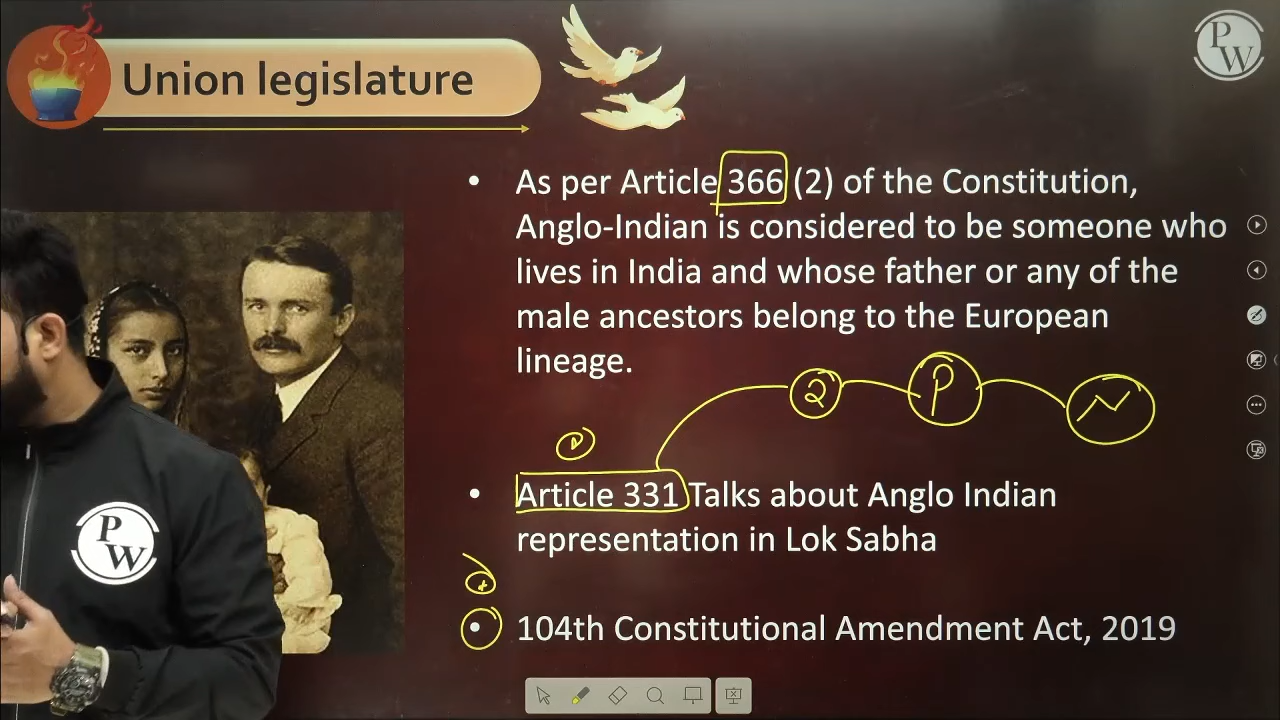 Union legislature
PW
• As per Article 366 (2) of the Constitution,
Anglo-Indian is considered to be someone who
lives in India and whose father or any of the
male ancestors belong to the European
lineage.
2 P N
• Article 331 Talks about Anglo Indian
representation in Lok Sabha
PW
• 104th Constitutional Amendment Act, 2019